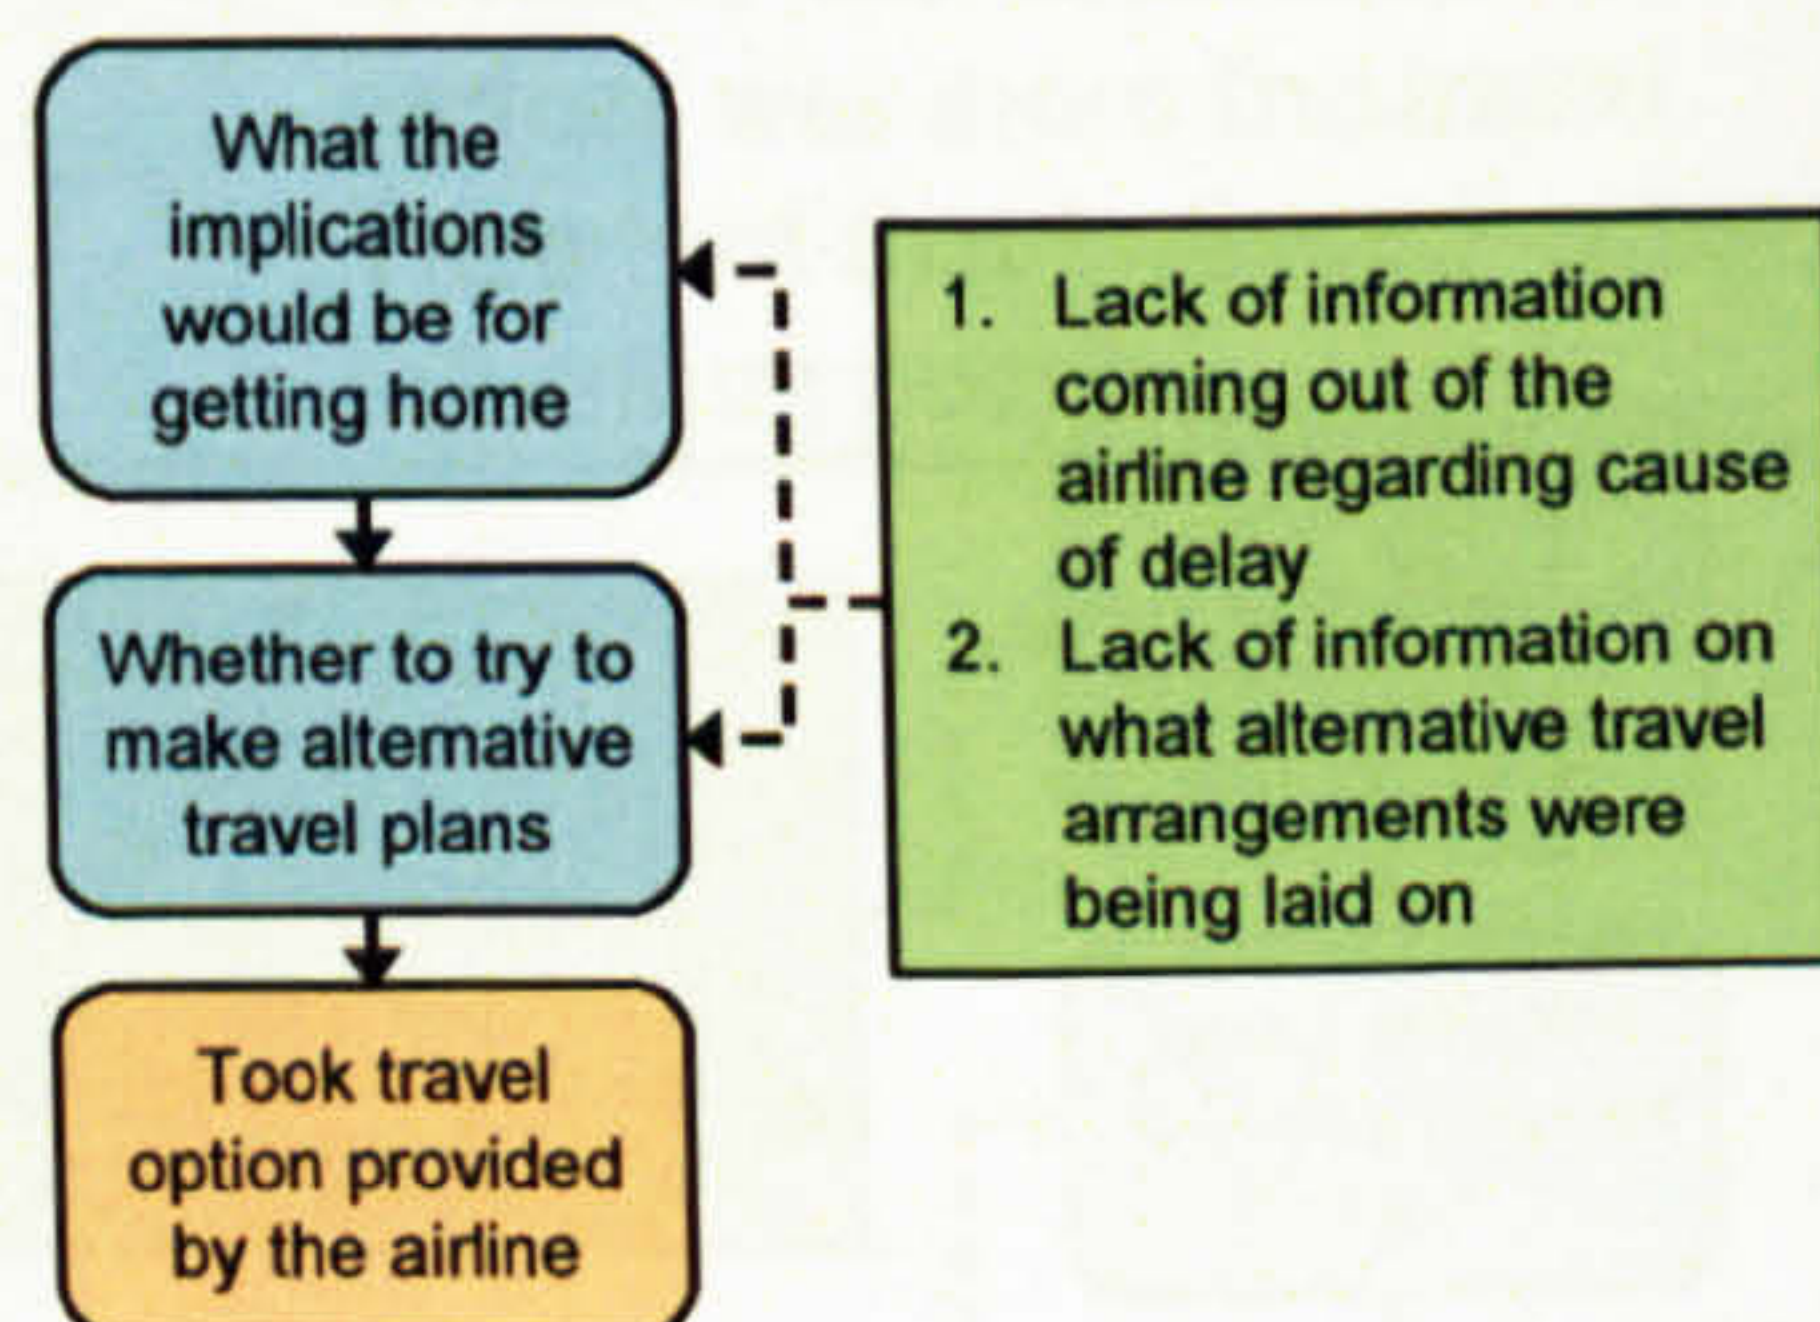 What the
implications
would be for
getting home
Whether to try to
make alternative
travel plans
Took travel
option provided
by the airline
1. Lack of information
coming out of the
airline regarding cause
of delay
2. Lack of information on
what alternative travel
arrangements were
being laid on